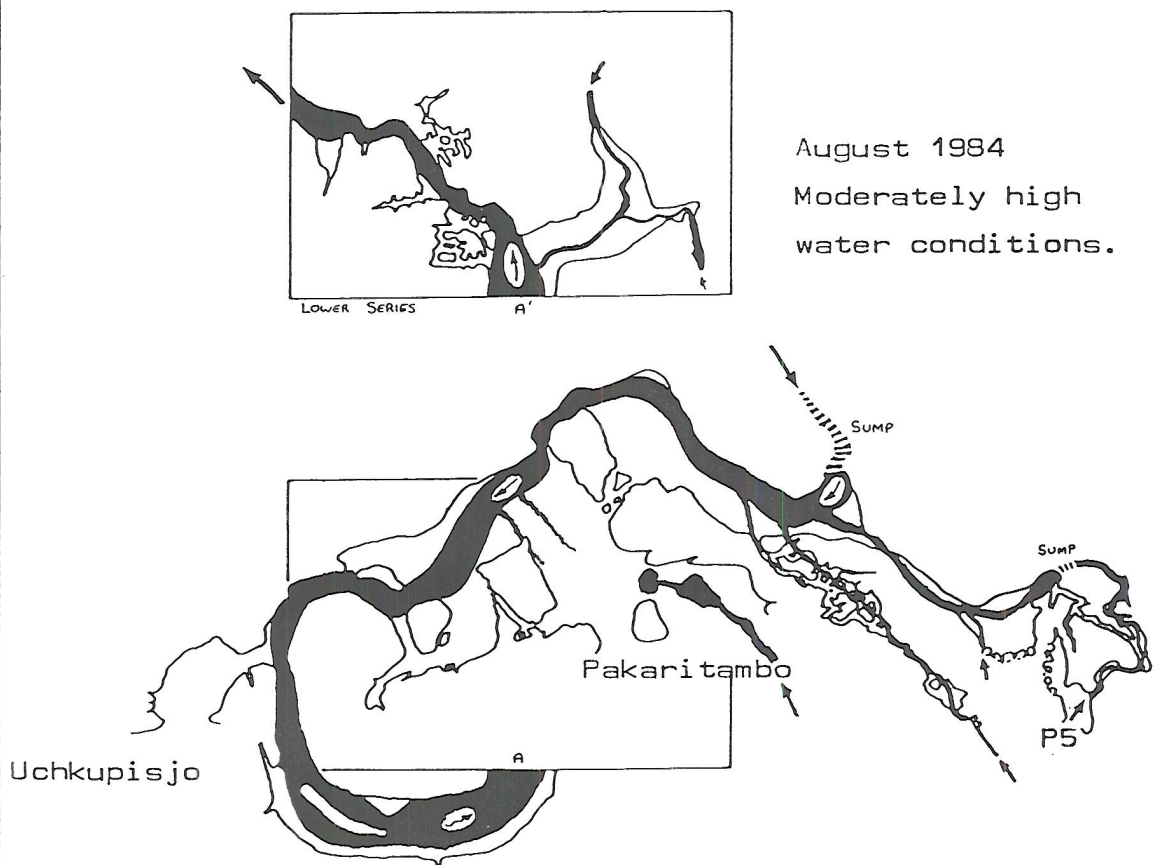 August 1984
Moderately high
water conditions.
LOWER SERIES
A'
SUMP
SUMP
Pakaritambo
P5
A
Uchkupisjo